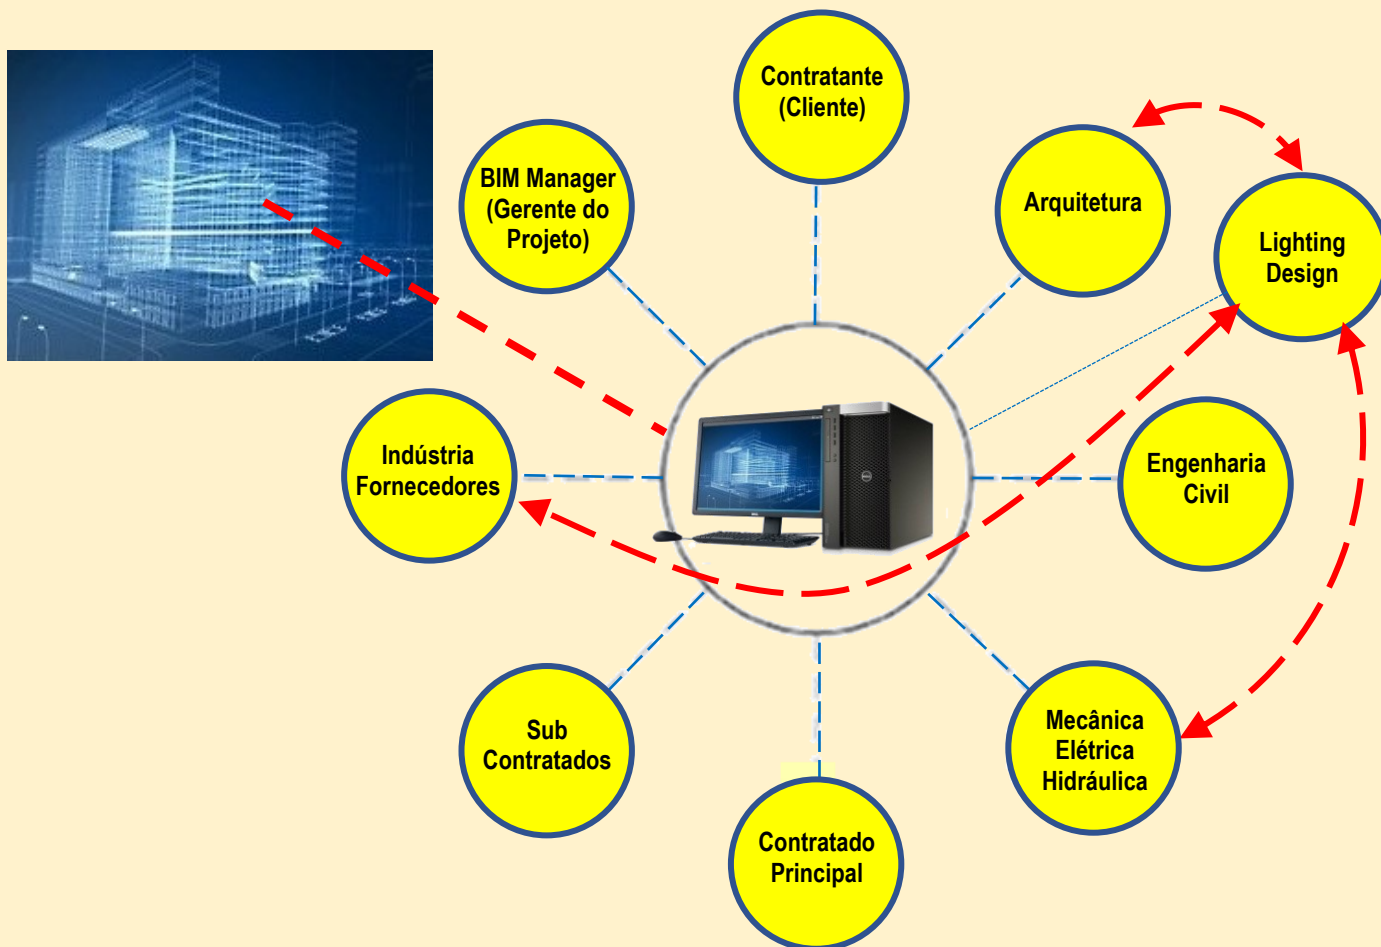 Contratante
(Cliente)
BIM Manager
(Gerente do
Projeto)
Arquitetura
Lighting
Design
Indústria
Fornecedores
Engenharia
Civil
Sub
Contratados
Mecânica
Elétrica
Hidráulica
Contratado
Principal